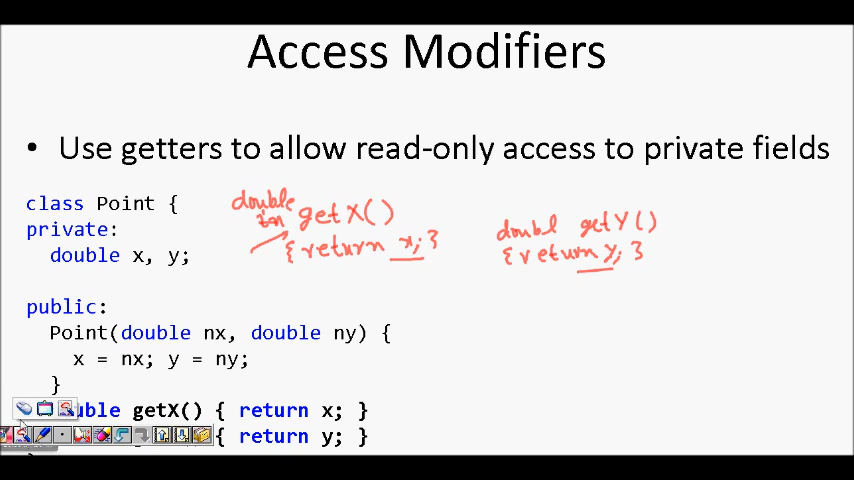 Access Modifiers
• Use getters to allow read-only access to private fields
class Point {
private:
double x, y;
double
getX()
{return x;}
doubl getY()
{return y;}
public:
Point(double nx, double ny) {
x = nx; y = ny;
}
uble getX() { return x; }
{ return y; }